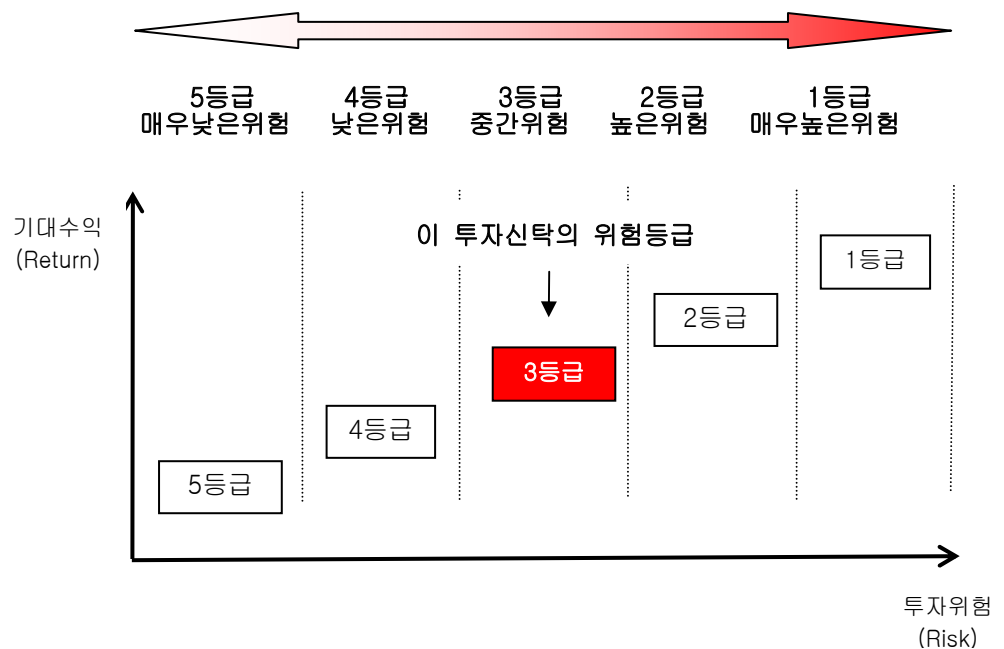 5등급
매우낮은위험
4등급
낮은위험
3등급
중간위험
2등급
높은위험
1등급
매우높은위험
기대수익
(Return)
이 투자신탁의 위험등급
1등급
2등급
3등급
4등급
5등급
투자위험
(Risk)